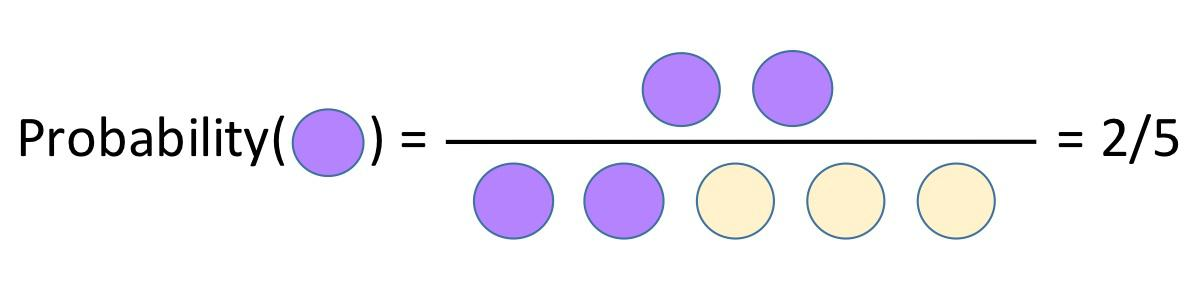 Probability( ) = = 2/5